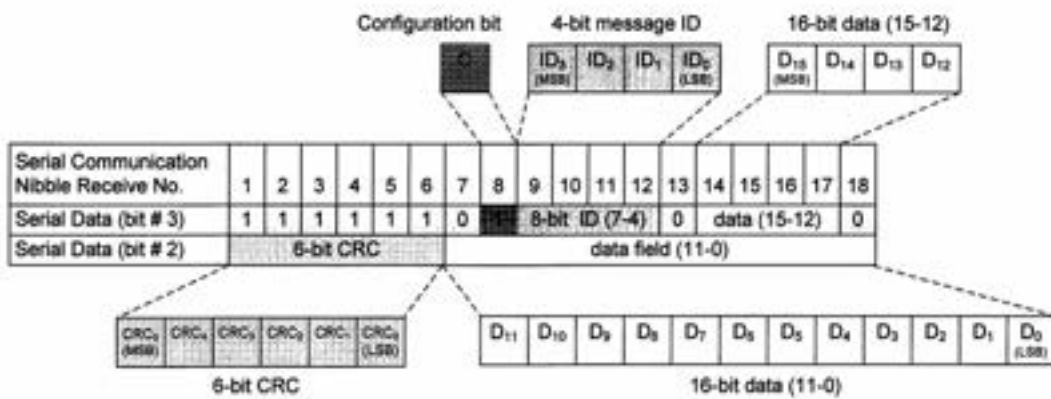 Configuration bit 4-bit message ID 16-bit data (15-12)
C ID₃ (MSB) ID₂ ID₁ ID₀ (LSB) D₁₅ (MSB) D₁₄ D₁₃ D₁₂
Serial Communication Nibble Receive No. 1 2 3 4 5 6 7 8 9 10 11 12 13 14 15 16 17 18
Serial Data (bit # 3) 1 1 1 1 1 1 0 1 8-bit ID (7-4) 0 data (15-12) 0
Serial Data (bit # 2) 6-bit CRC data field (11-0)
CRC₅ (MSB) CRC₄ CRC₃ CRC₂ CRC₁ CRC₀ (LSB) D₁₁ D₁₀ D₉ D₈ D₇ D₆ D₅ D₄ D₃ D₂ D₁ D₀ (LSB)
6-bit CRC 16-bit data (11-0)